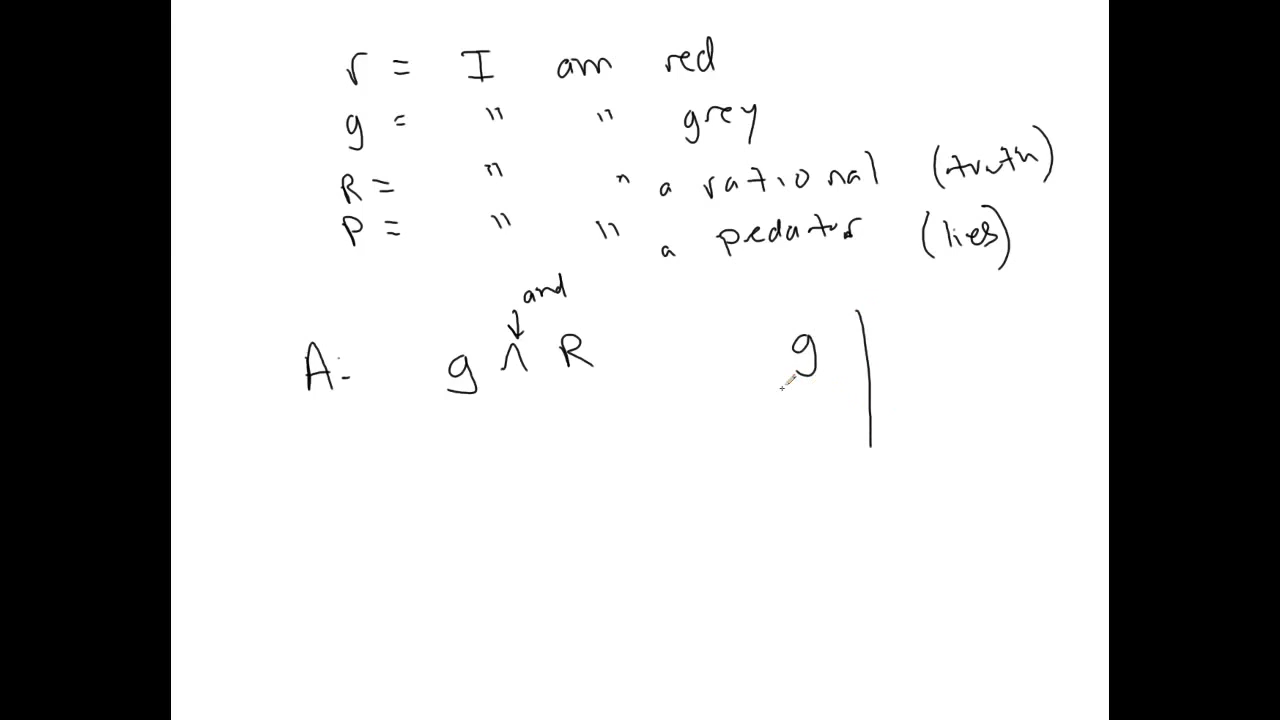 r = I am red
g = " " grey
R = " " a rational (truth)
P = " " a pedator (lies)
and
A: g ∧ R g